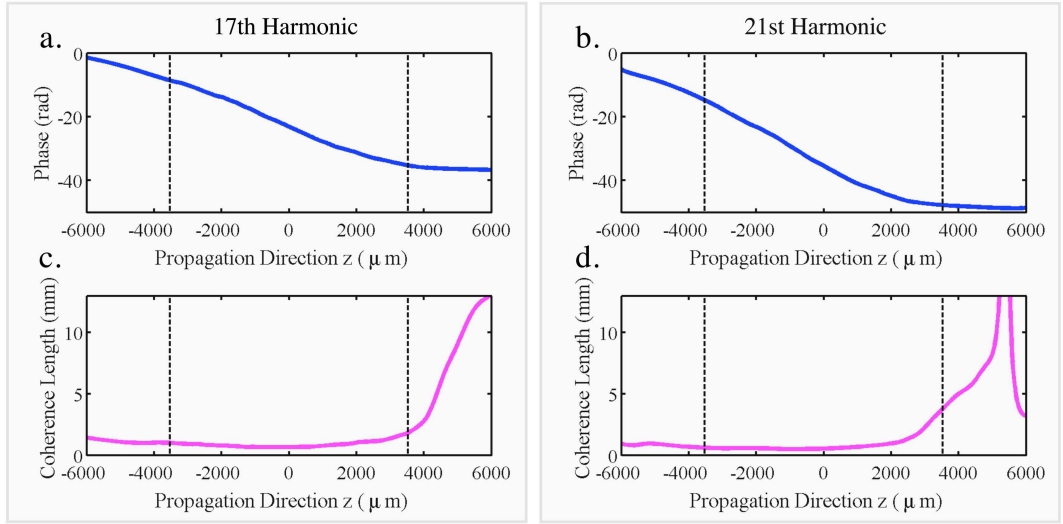 17th Harmonic
a.
0
-20
-40
Phase (rad)
-6000 -4000 -2000 0 2000 4000 6000
Propagation Direction z ( μ m)
c.
10
5
0
Coherence Length (mm)
-6000 -4000 -2000 0 2000 4000 6000
Propagation Direction z ( μ m)
21st Harmonic
b.
0
-20
-40
Phase (rad)
-6000 -4000 -2000 0 2000 4000 6000
Propagation Direction z ( μ m)
d.
10
5
0
Coherence Length (mm)
-6000 -4000 -2000 0 2000 4000 6000
Propagation Direction z ( μ m)